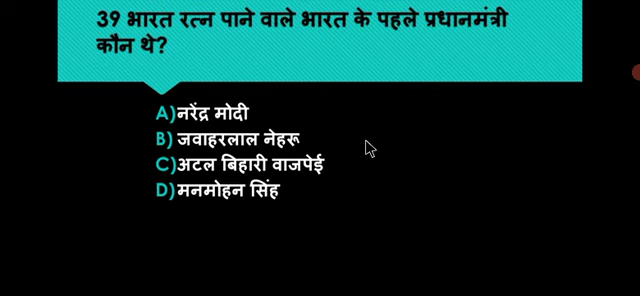 39 भारत रत्न पाने वाले भारत के पहले प्रधानमंत्री
कौन थे?
A)नरेंद्र मोदी
B) जवाहरलाल नेहरू
C)अटल बिहारी वाजपेई
D)मनमोहन सिंह